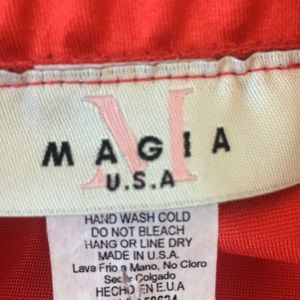 M
MAGIA
U.S.A
HAND WASH COLD
DO NOT BLEACH
HANG OR LINE DRY
MADE IN U.S.A.
Lava Frio a Mano, No Cloro
Secar Colgado
HECHO EN E.U.A